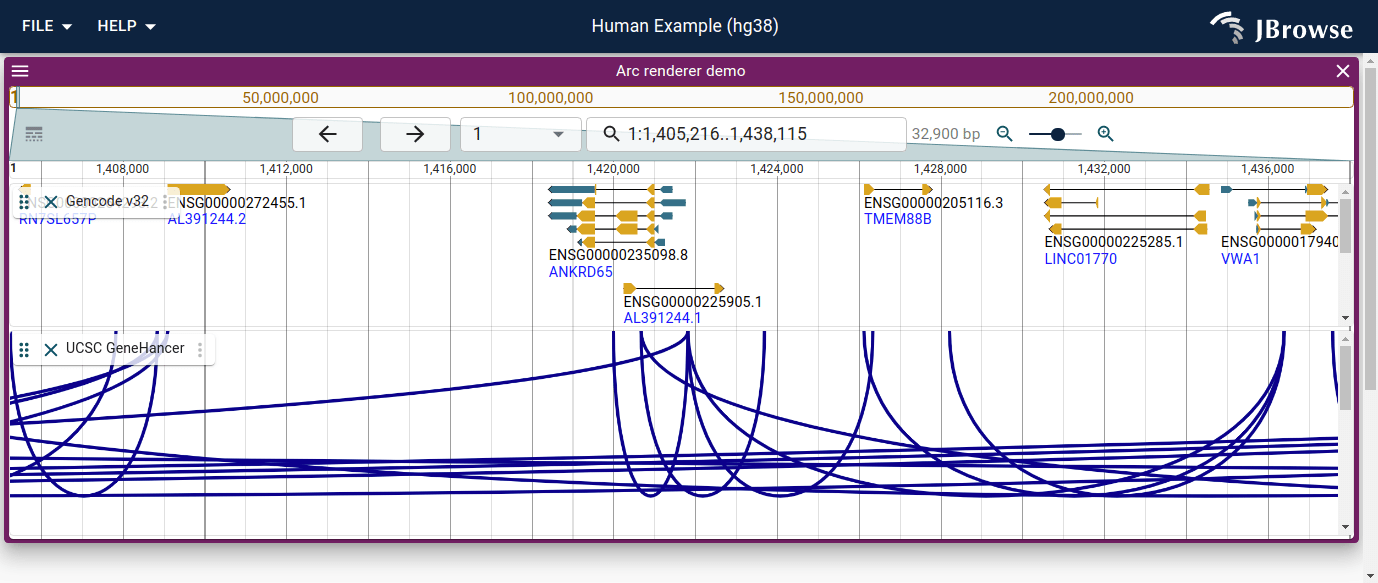 FILE HELP Human Example (hg38) JBrowse
Arc renderer demo
1 50,000,000 100,000,000 150,000,000 200,000,000
1 1:1,405,216..1,438,115 32,900 bp
1 1,408,000 1,412,000 1,416,000 1,420,000 1,424,000 1,428,000 1,432,000 1,436,000
Gencode v32 ENSG00000272455.1 ENSG00000205116.3
RN7SL657P AL391244.2 TMEM88B
ENSG00000225285.1 ENSG0000017940
ENSG00000235098.8 LINC01770 VWA1
ANKRD65
ENSG00000225905.1
AL391244.1
UCSC GeneHancer